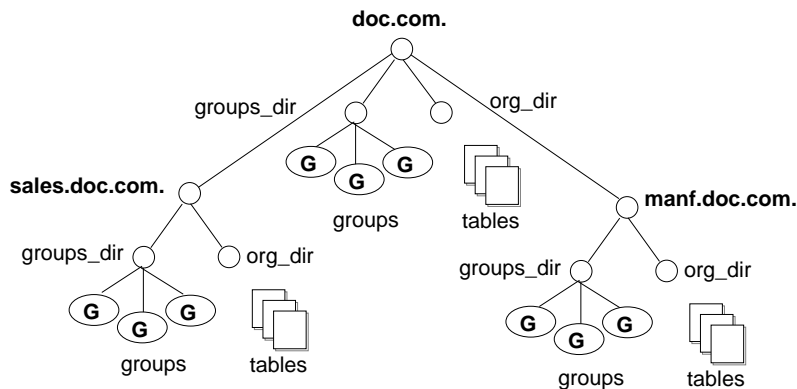 doc.com.
groups_dir
org_dir
G G G
sales.doc.com.
groups
tables
manf.doc.com.
groups_dir
org_dir
G G G
groups
tables
groups_dir
org_dir
G G G
groups
tables